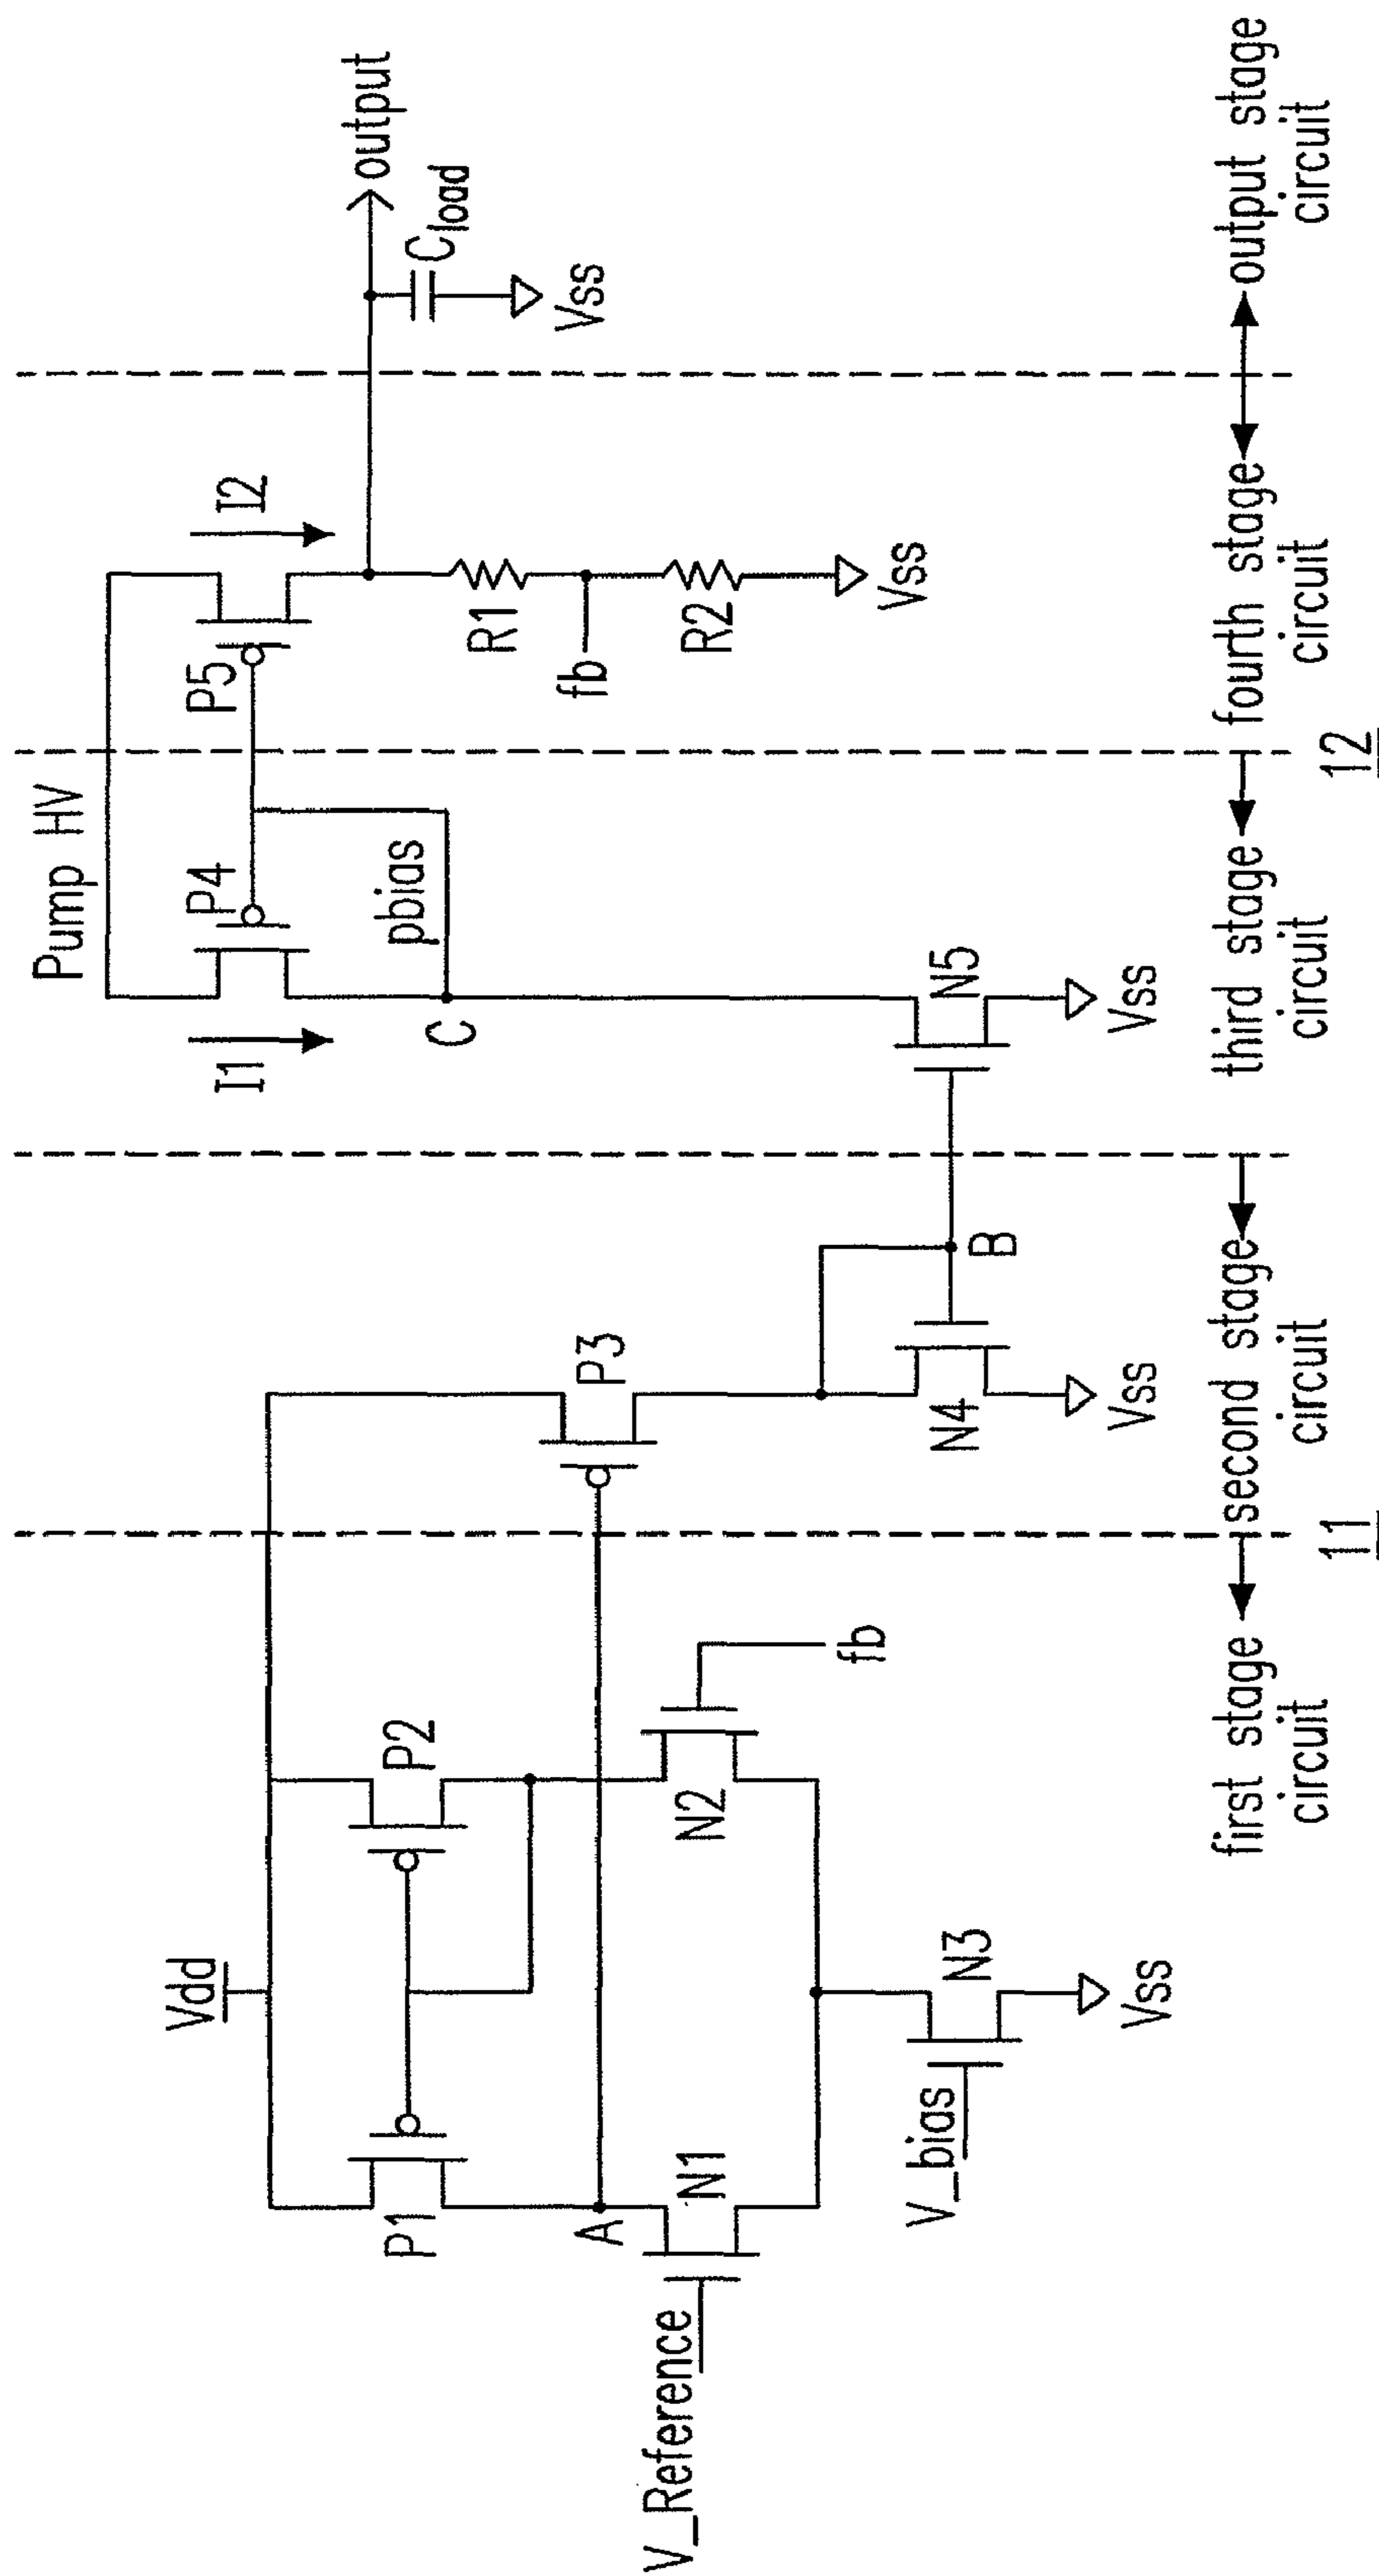 Pump HV
Vdd
P1
P2
P3
P4
P5
I1
I2
pbias
output
C_load
Vss
A
N1
N2
V_Reference
fb
V_bias
N3
Vss
N4
B
Vss
C
N5
Vss
R1
fb
R2
Vss
first stage
circuit
second stage
circuit
third stage
circuit
fourth stage
circuit
output stage
circuit
11
12